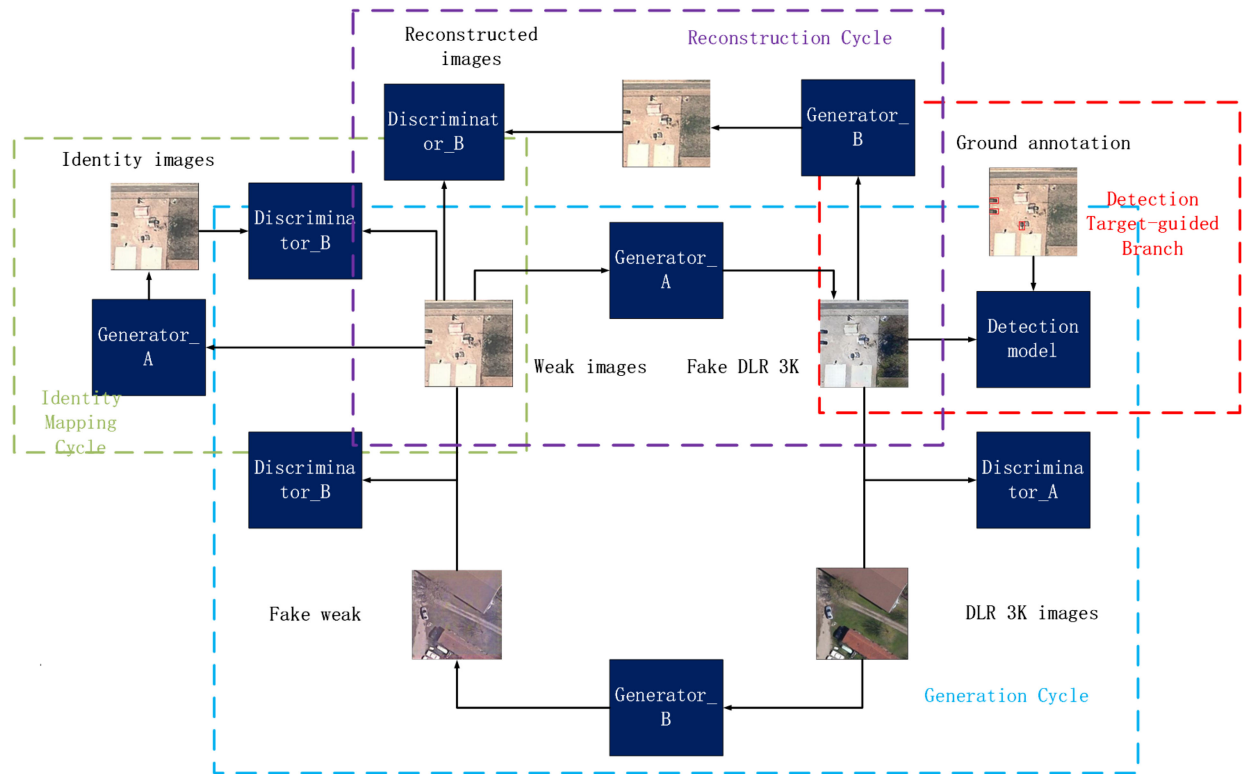 Reconstructed
images
Reconstruction Cycle
Discriminat
or_B
Generator_
B
Identity images
Ground annotation
Discrimina
tor_B
Detection
Target-guided
Branch
Generator_
A
Generator_
A
Detection
model
Weak images
Fake DLR 3K
Identity
Mapping
Cycle
Discrimina
tor_B
Discrimina
tor_A
Fake weak
DLR 3K images
Generator_
B
Generation Cycle